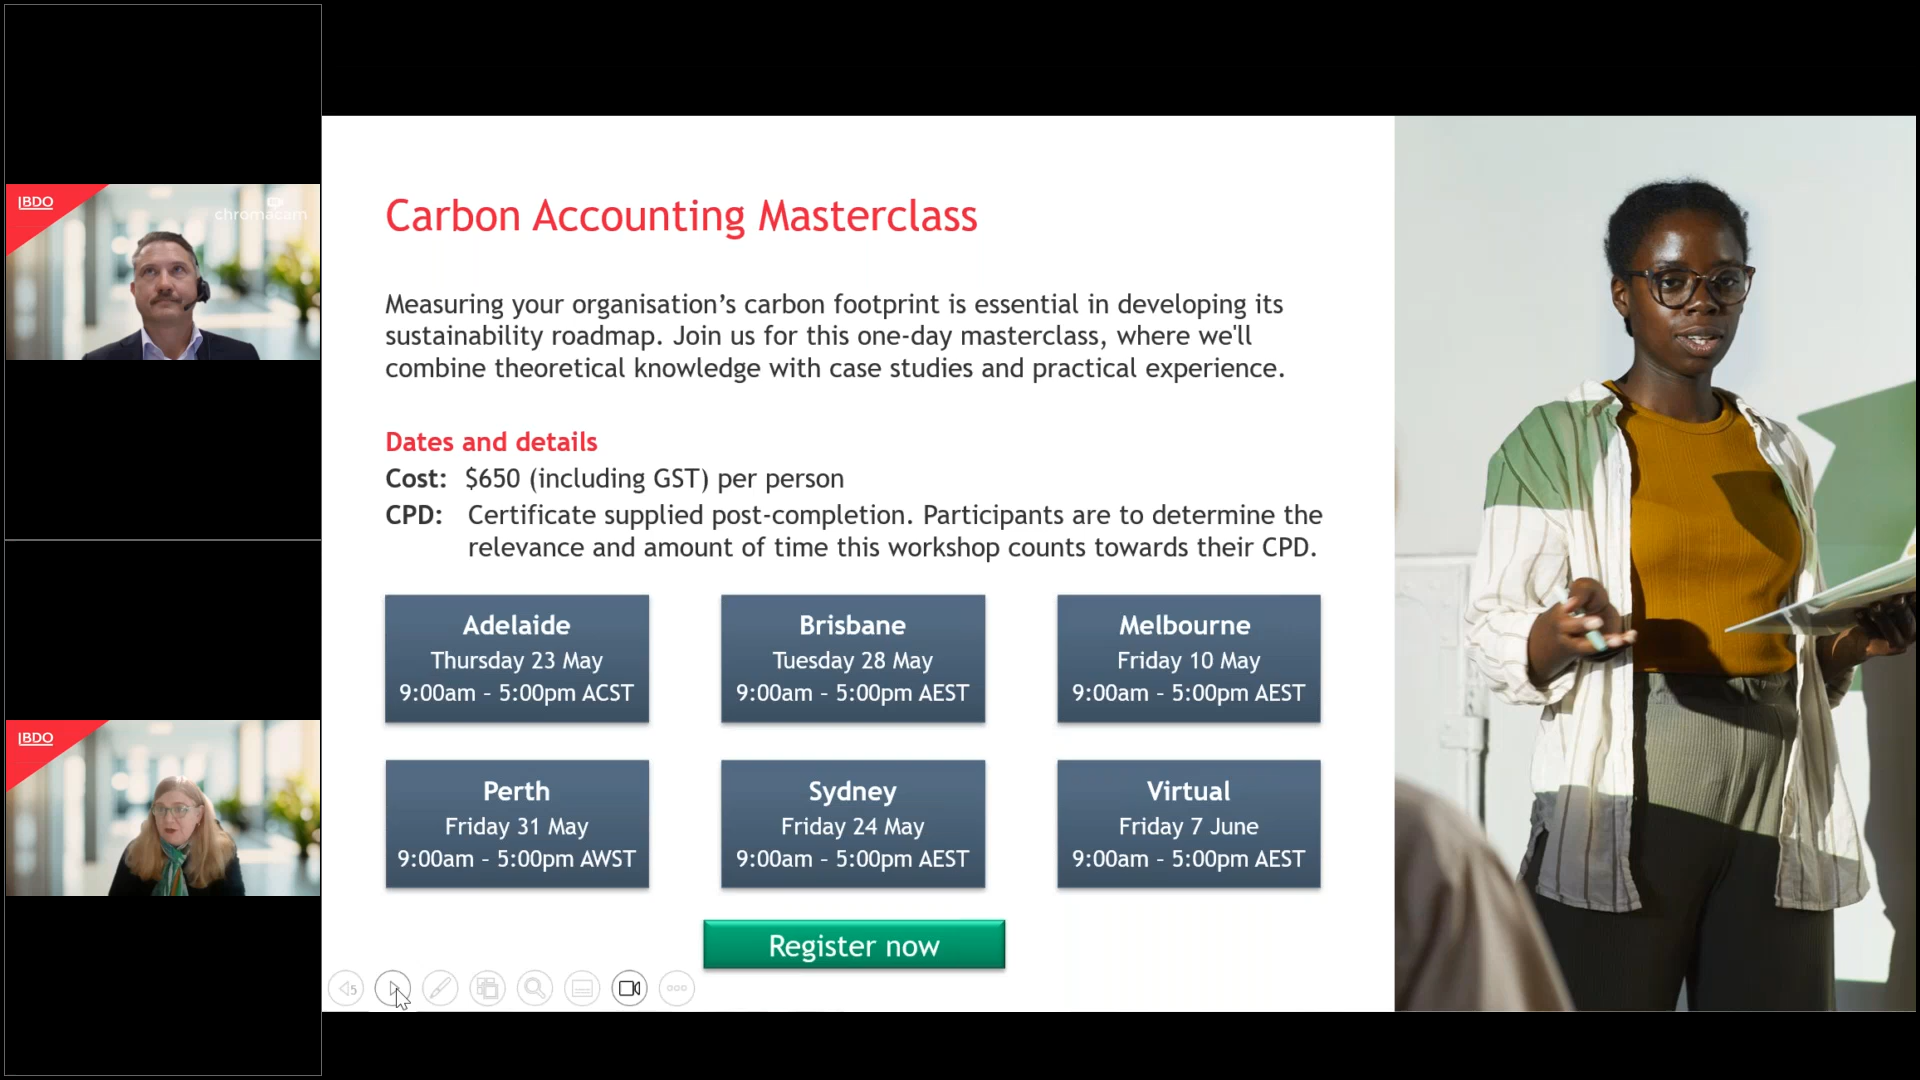 BDO
chromacam
BDO
Carbon Accounting Masterclass
Measuring your organisation’s carbon footprint is essential in developing its
sustainability roadmap. Join us for this one-day masterclass, where we'll
combine theoretical knowledge with case studies and practical experience.
Dates and details
Cost: $650 (including GST) per person
CPD: Certificate supplied post-completion. Participants are to determine the
relevance and amount of time this workshop counts towards their CPD.
Adelaide
Thursday 23 May
9:00am – 5:00pm ACST
Brisbane
Tuesday 28 May
9:00am – 5:00pm AEST
Melbourne
Friday 10 May
9:00am – 5:00pm AEST
Perth
Friday 31 May
9:00am – 5:00pm AWST
Sydney
Friday 24 May
9:00am – 5:00pm AEST
Virtual
Friday 7 June
9:00am – 5:00pm AEST
Register now
5